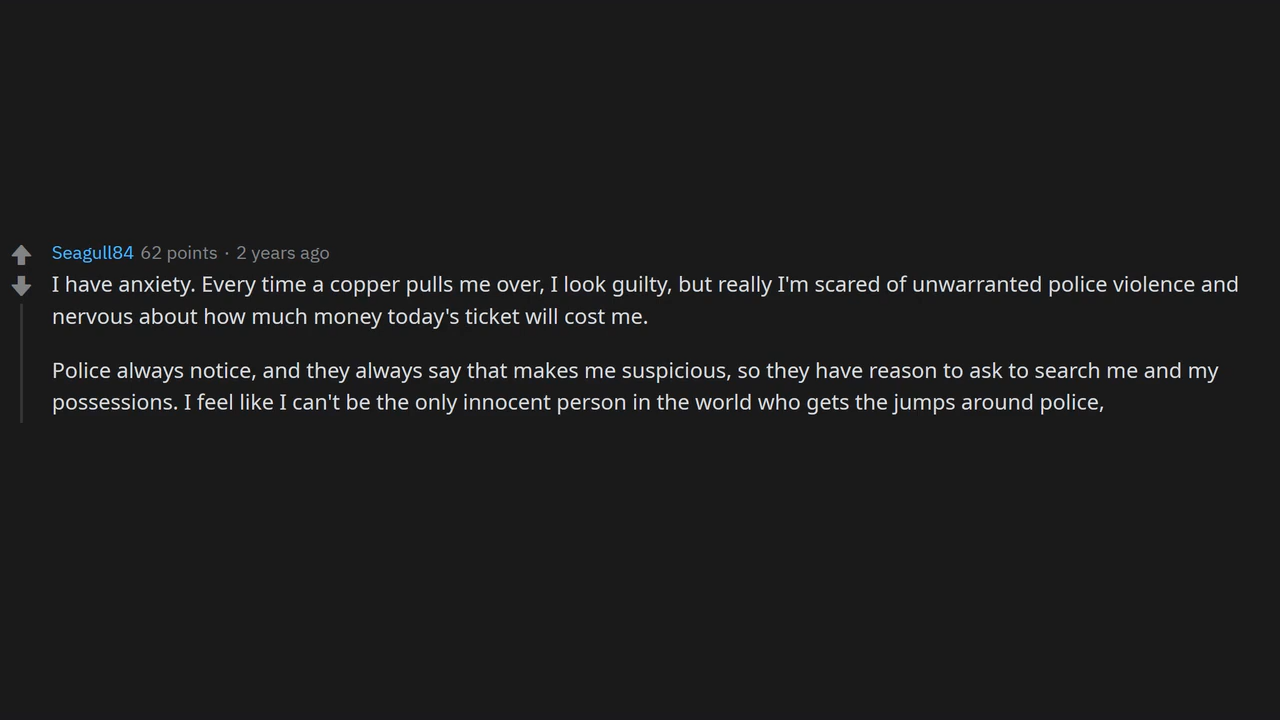 Seagull84 62 points · 2 years ago
I have anxiety. Every time a copper pulls me over, I look guilty, but really I'm scared of unwarranted police violence and
nervous about how much money today's ticket will cost me.
Police always notice, and they always say that makes me suspicious, so they have reason to ask to search me and my
possessions. I feel like I can't be the only innocent person in the world who gets the jumps around police,